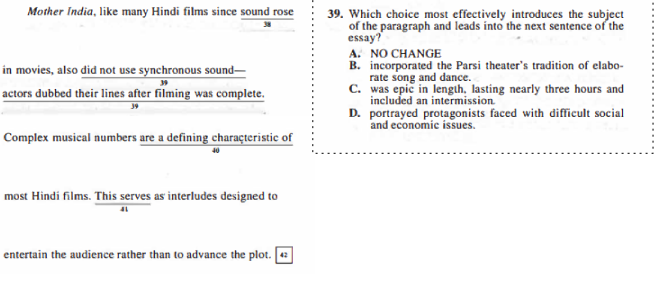 Mother India, like many Hindi films since sound rose
38
in movies, also did not use synchronous sound—
39
actors dubbed their lines after filming was complete.
39
Complex musical numbers are a defining characteristic of
40
most Hindi films. This serves as interludes designed to
41
entertain the audience rather than to advance the plot. 42
39. Which choice most effectively introduces the subject
of the paragraph and leads into the next sentence of the
essay?
A. NO CHANGE
B. incorporated the Parsi theater's tradition of elabo-
rate song and dance.
C. was epic in length, lasting nearly three hours and
included an intermission.
D. portrayed protagonists faced with difficult social
and economic issues.